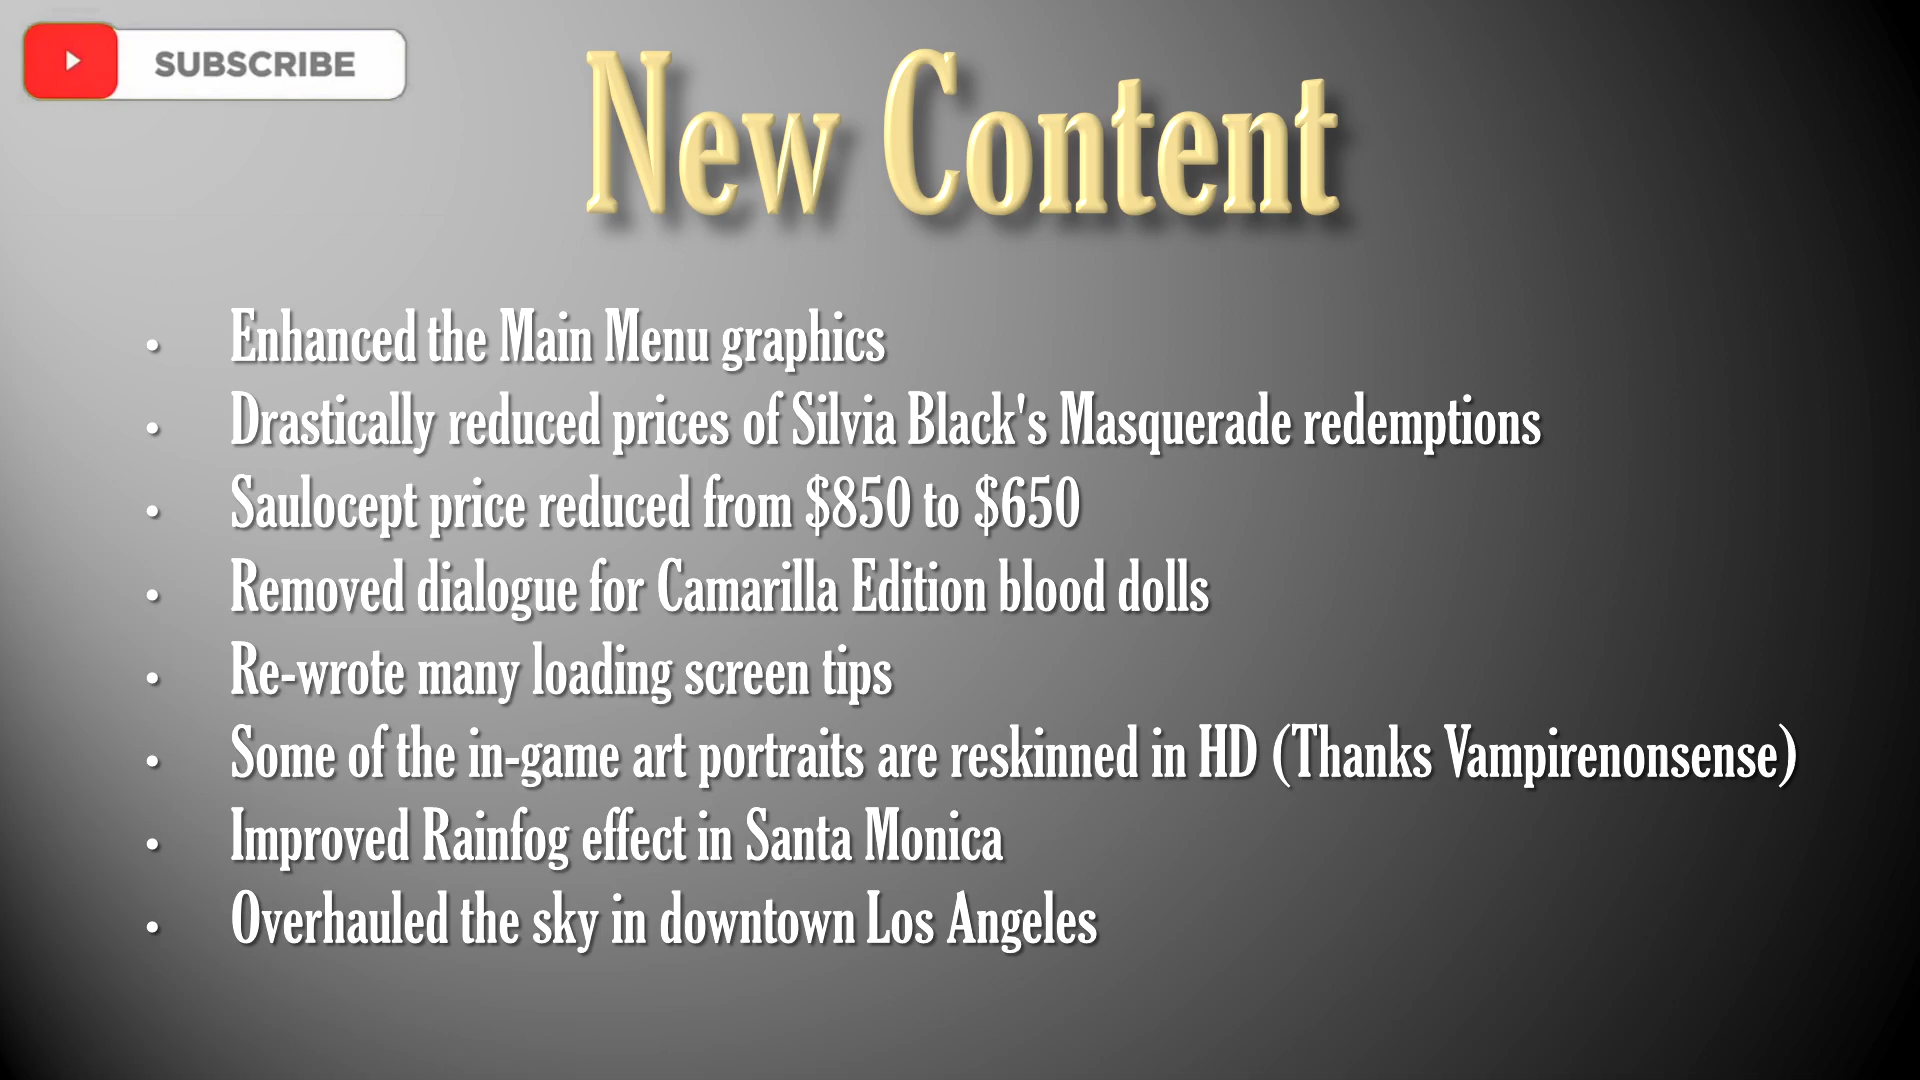 SUBSCRIBE
New Content
• Enhanced the Main Menu graphics
• Drastically reduced prices of Silvia Black's Masquerade redemptions
• Saulocept price reduced from $850 to $650
• Removed dialogue for Camarilla Edition blood dolls
• Re-wrote many loading screen tips
• Some of the in-game art portraits are reskinned in HD (Thanks Vampirenonsense)
• Improved Rainfog effect in Santa Monica
• Overhauled the sky in downtown Los Angeles